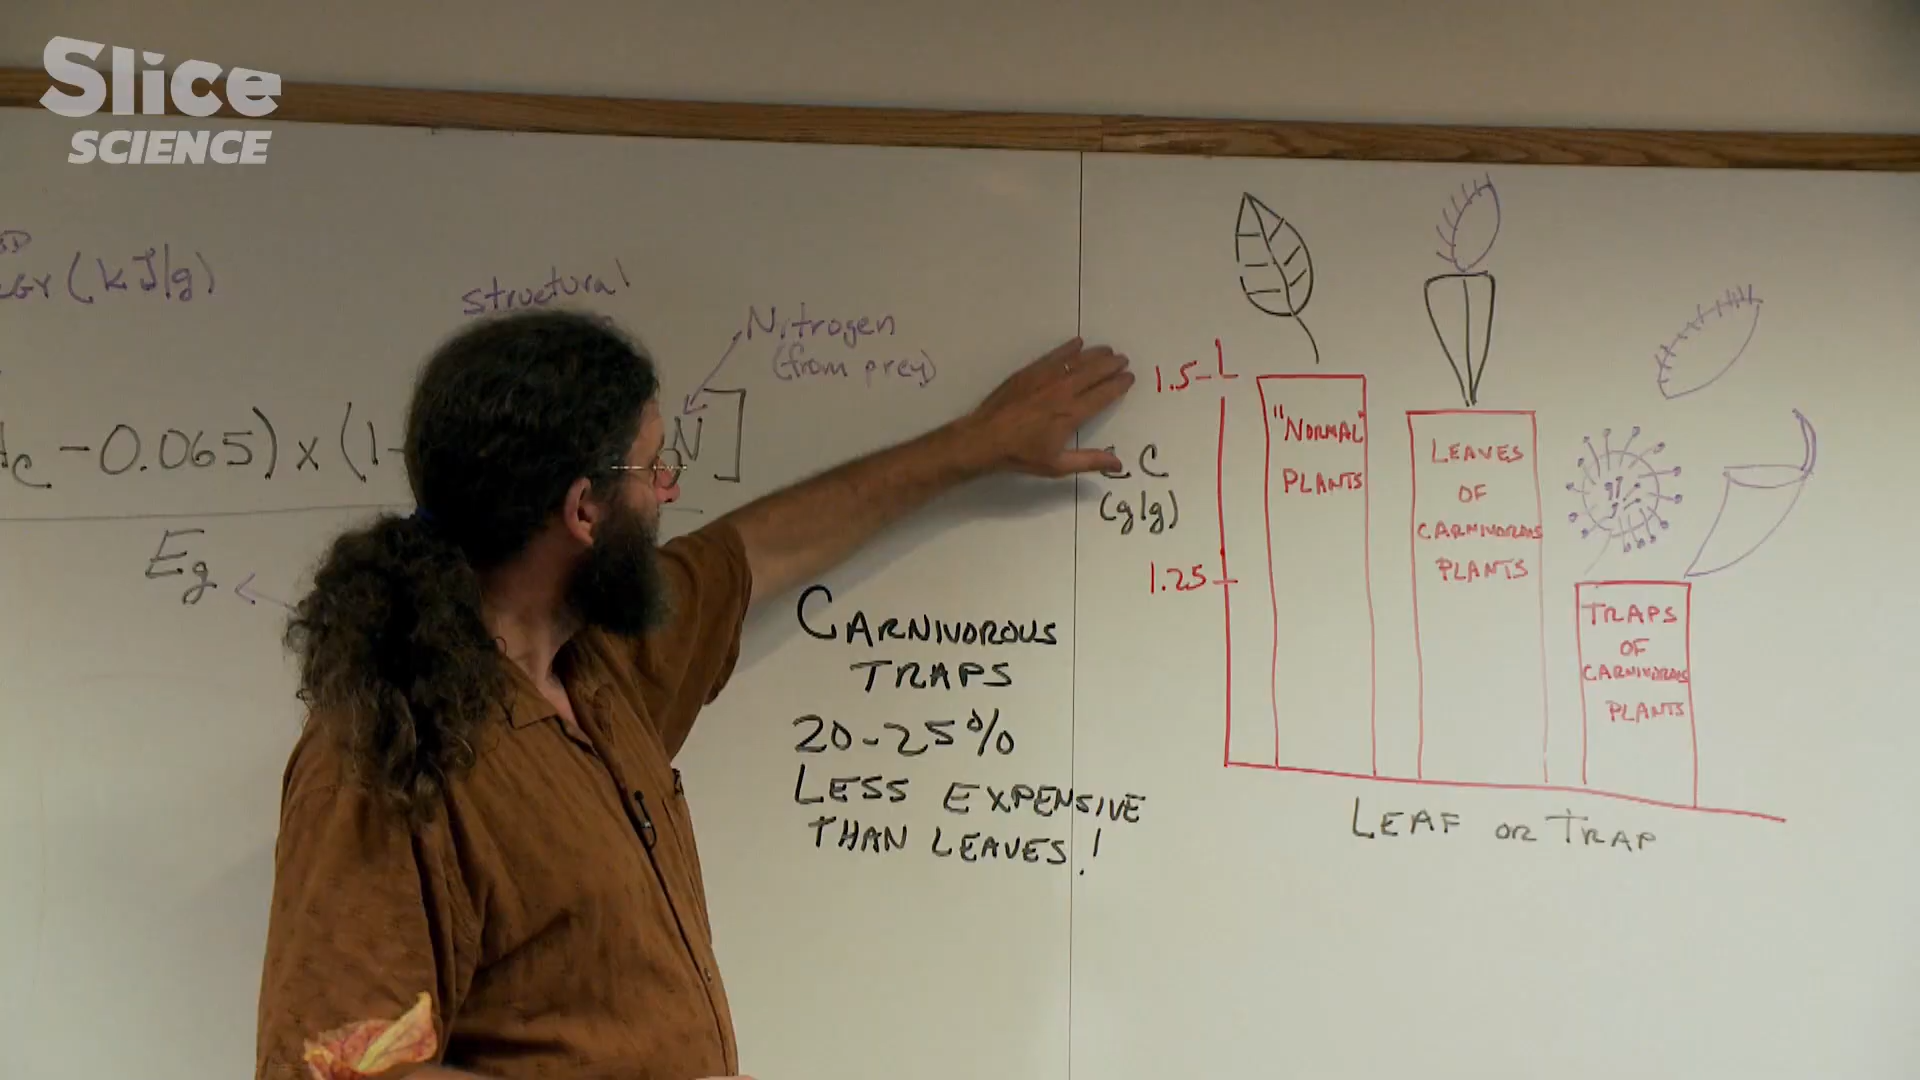 Slice
SCIENCE
(kJ/g)
structural
Nitrogen
(from prey)
- 0.065) x (1-
N]
Eg
CARNIVOROUS
TRAPS
20-25%
LESS EXPENSIVE
THAN LEAVES!
1.5
C
(g/g)
1.25
"NORMAL"
PLANTS
LEAVES
OF
CARNIVOROUS
PLANTS
TRAPS
OF
CARNIVOROUS
PLANTS
LEAF OR TRAP